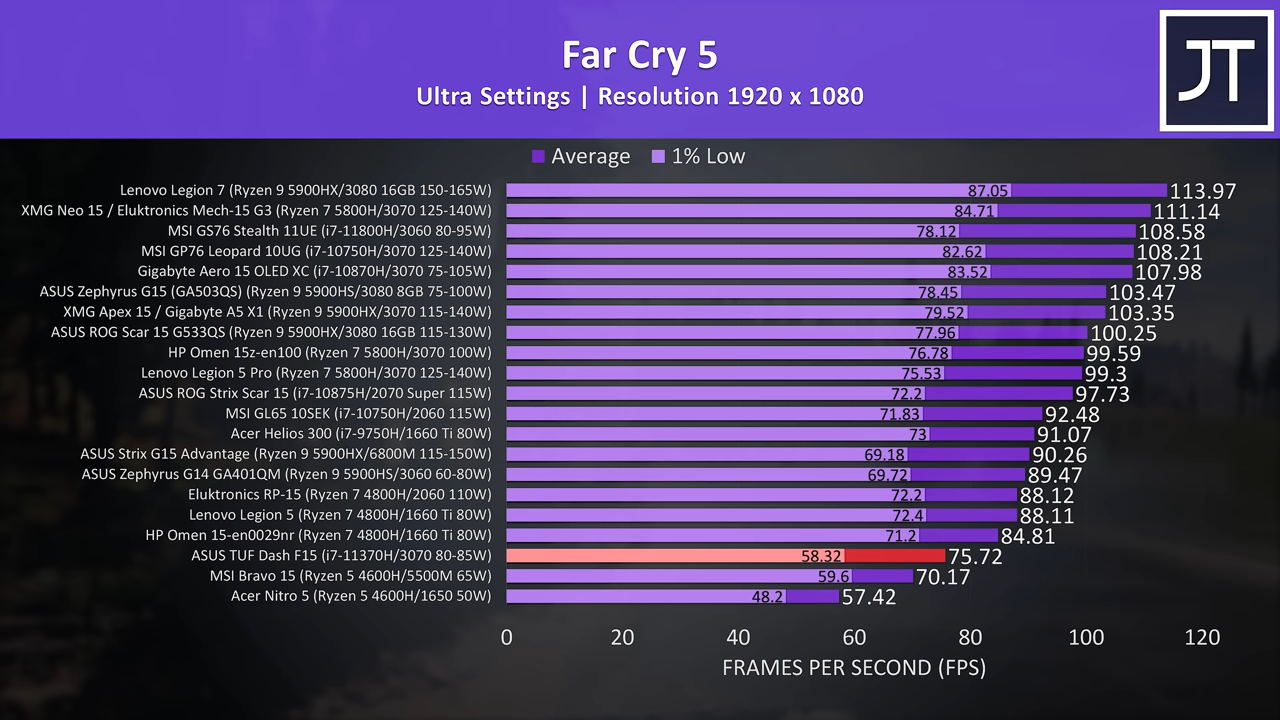 Far Cry 5
JT
Ultra Settings | Resolution 1920 x 1080
Average 1% Low
Lenovo Legion 7 (Ryzen 9 5900HX/3080 16GB 150-165W) 87.05 113.97
XMG Neo 15 / Eluktronics Mech-15 G3 (Ryzen 7 5800H/3070 125-140W) 84.71 111.14
MSI GS76 Stealth 11UE (i7-11800H/3060 80-95W) 78.12 108.58
MSI GP76 Leopard 10UG (i7-10750H/3070 125-140W) 82.62 108.21
Gigabyte Aero 15 OLED XC (i7-10870H/3070 75-105W) 83.52 107.98
ASUS Zephyrus G15 (GA503QS) (Ryzen 9 5900HS/3080 8GB 75-100W) 78.45 103.47
XMG Apex 15 / Gigabyte A5 X1 (Ryzen 9 5900HX/3070 115-140W) 79.52 103.35
ASUS ROG Scar 15 G533QS (Ryzen 9 5900HX/3080 16GB 115-130W) 77.96 100.25
HP Omen 15z-en100 (Ryzen 7 5800H/3070 100W) 76.78 99.59
Lenovo Legion 5 Pro (Ryzen 7 5800H/3070 125-140W) 75.53 99.3
ASUS ROG Strix Scar 15 (i7-10875H/2070 Super 115W) 72.2 97.73
MSI GL65 10SEK (i7-10750H/2060 115W) 71.83 92.48
Acer Helios 300 (i7-9750H/1660 Ti 80W) 73 91.07
ASUS Strix G15 Advantage (Ryzen 9 5900HX/6800M 115-150W) 69.18 90.26
ASUS Zephyrus G14 GA401QM (Ryzen 9 5900HS/3060 60-80W) 69.72 89.47
Eluktronics RP-15 (Ryzen 7 4800H/2060 110W) 72.2 88.12
Lenovo Legion 5 (Ryzen 7 4800H/1660 Ti 80W) 72.4 88.11
HP Omen 15-en0029nr (Ryzen 7 4800H/1660 Ti 80W) 71.2 84.81
ASUS TUF Dash F15 (i7-11370H/3070 80-85W) 58.32 75.72
MSI Bravo 15 (Ryzen 5 4600H/5500M 65W) 59.6 70.17
Acer Nitro 5 (Ryzen 5 4600H/1650 50W) 48.2 57.42
0 20 40 60 80 100 120
FRAMES PER SECOND (FPS)